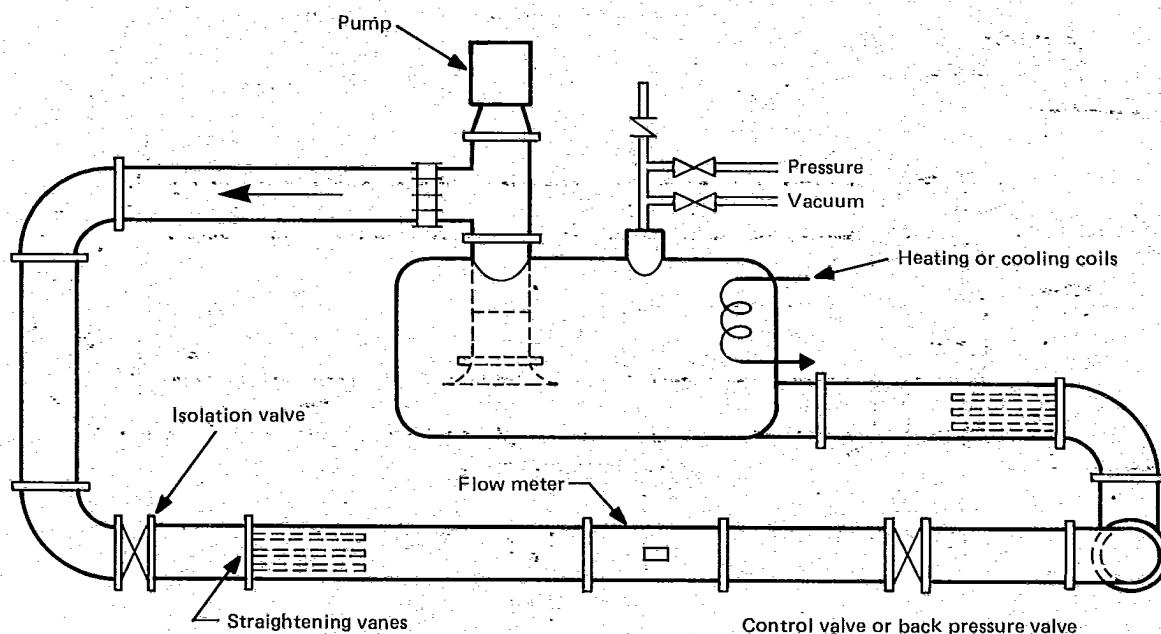 Pump
Pressure
Vacuum
Heating or cooling coils
Isolation valve
Flow meter
Straightening vanes
Control valve or back pressure valve